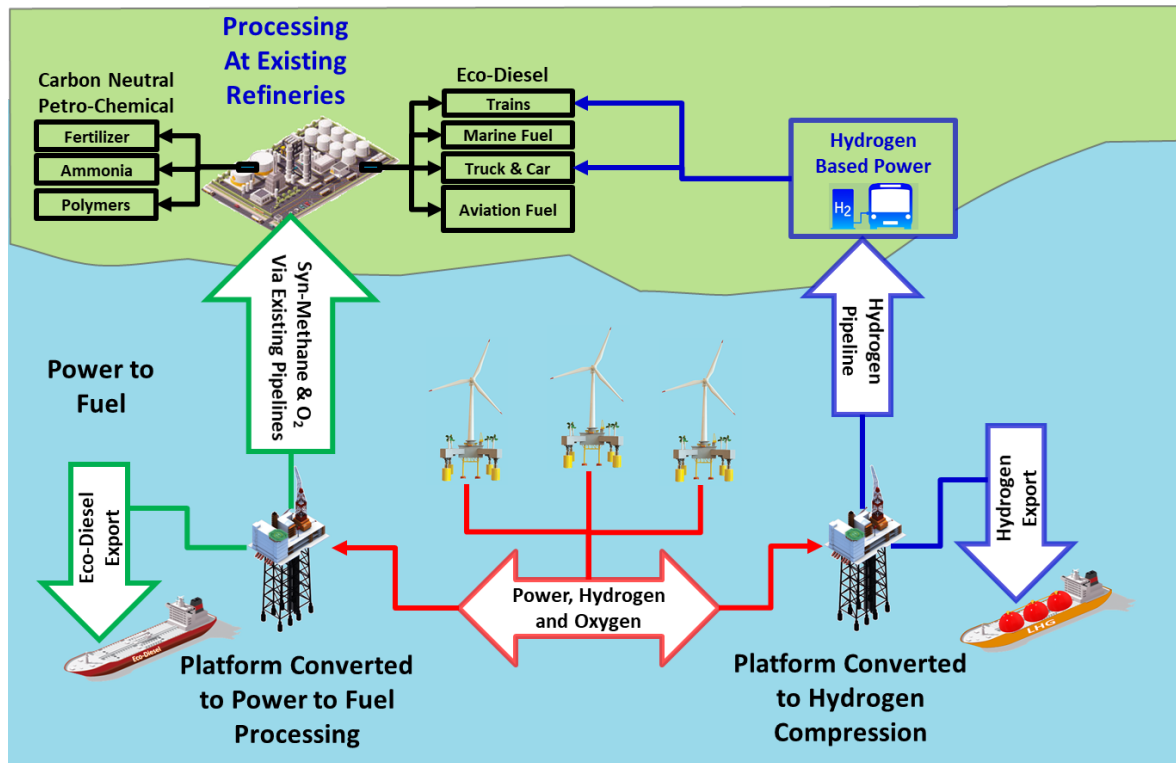 Processing
At Existing
Refineries
Carbon Neutral
Petro-Chemical
Fertilizer
Ammonia
Polymers
Eco-Diesel
Trains
Marine Fuel
Truck & Car
Aviation Fuel
Hydrogen
Based Power
H2
Syn-Methane & O2
Via Existing Pipelines
Hydrogen
Pipeline
Power to
Fuel
Eco-Diesel
Export
Hydrogen
Export
Power, Hydrogen
and Oxygen
Eco-Diesel
LHG
Platform Converted
to Power to Fuel
Processing
Platform Converted
to Hydrogen
Compression